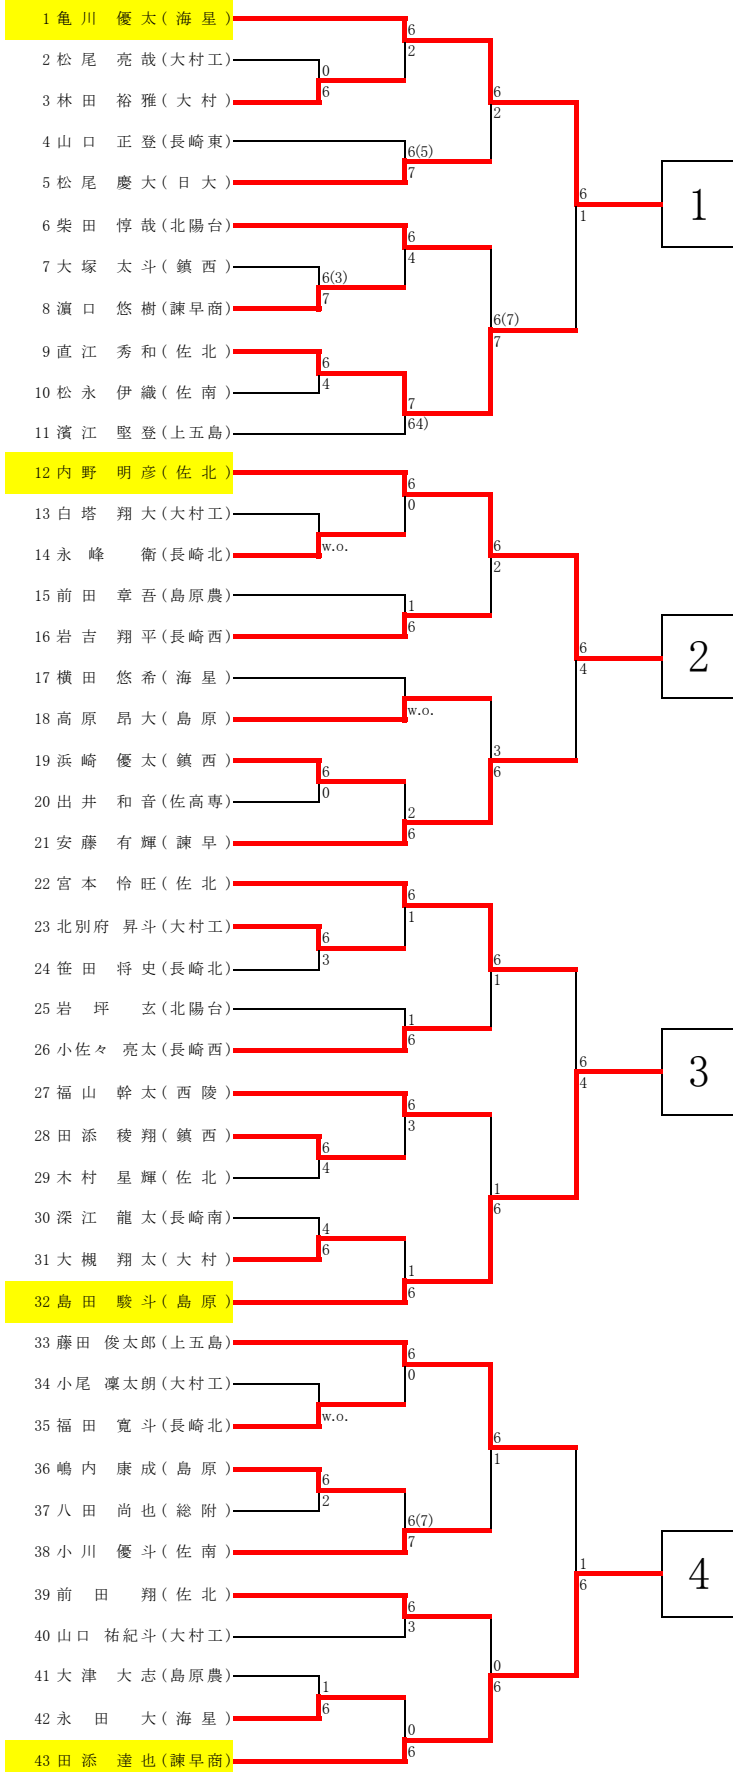 1 亀川 優太(海星)
6
2
2 松尾 亮哉(大村工)
0
6
3 林田 裕雅(大村)
6
2
4 山口 正登(長崎東)
6(5)
7
5 松尾 慶大(日大)
6
1
1
6 柴田 惇哉(北陽台)
6
4
7 大塚 太斗(鎮西)
6(3)
7
8 濵口 悠樹(諫早商)
6(7)
7
9 直江 秀和(佐北)
6
4
10 松永 伊織(佐南)
7
64)
11 濱江 堅登(上五島)
12 内野 明彦(佐北)
6
0
13 白塔 翔大(大村工)
w.o.
14 永峰 衛(長崎北)
6
2
15 前田 章吾(島原農)
1
6
16 岩吉 翔平(長崎西)
6
4
2
17 横田 悠希(海星)
w.o.
18 高原 昂大(島原)
3
6
19 浜崎 優太(鎮西)
6
0
20 出井 和音(佐高専)
2
6
21 安藤 有輝(諫早)
22 宮本 怜旺(佐北)
6
1
23 北別府 昇斗(大村工)
6
3
24 笹田 将史(長崎北)
6
1
25 岩坪 玄(北陽台)
1
6
26 小佐々 亮太(長崎西)
6
4
3
27 福山 幹太(西陵)
6
3
28 田添 稜翔(鎮西)
6
4
29 木村 星輝(佐北)
1
6
30 深江 龍太(長崎南)
4
6
31 大槻 翔太(大村)
1
6
32 島田 駿斗(島原)
33 藤田 俊太郎(上五島)
6
0
34 小尾 凜太朗(大村工)
w.o.
35 福田 寛斗(長崎北)
6
1
36 嶋内 康成(島原)
6
2
37 八田 尚也(総附)
6(7)
7
38 小川 優斗(佐南)
1
6
4
39 前田 翔(佐北)
6
3
40 山口 祐紀斗(大村工)
0
6
41 大津 大志(島原農)
1
6
42 永田 大(海星)
0
6
43 田添 達也(諫早商)